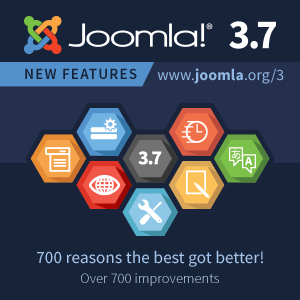 Joomla!® 3.7
NEW FEATURES www.joomla.org/3
3.7
A
700 reasons the best got better!
Over 700 improvements